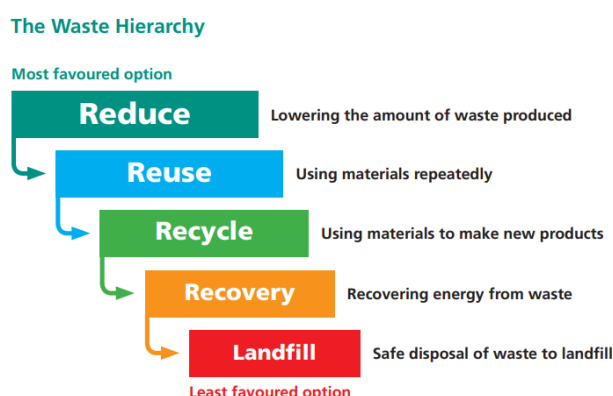 The Waste Hierarchy
Most favoured option
Reduce
Lowering the amount of waste produced
Reuse
Using materials repeatedly
Recycle
Using materials to make new products
Recovery
Recovering energy from waste
Landfill
Safe disposal of waste to landfill
Least favoured option